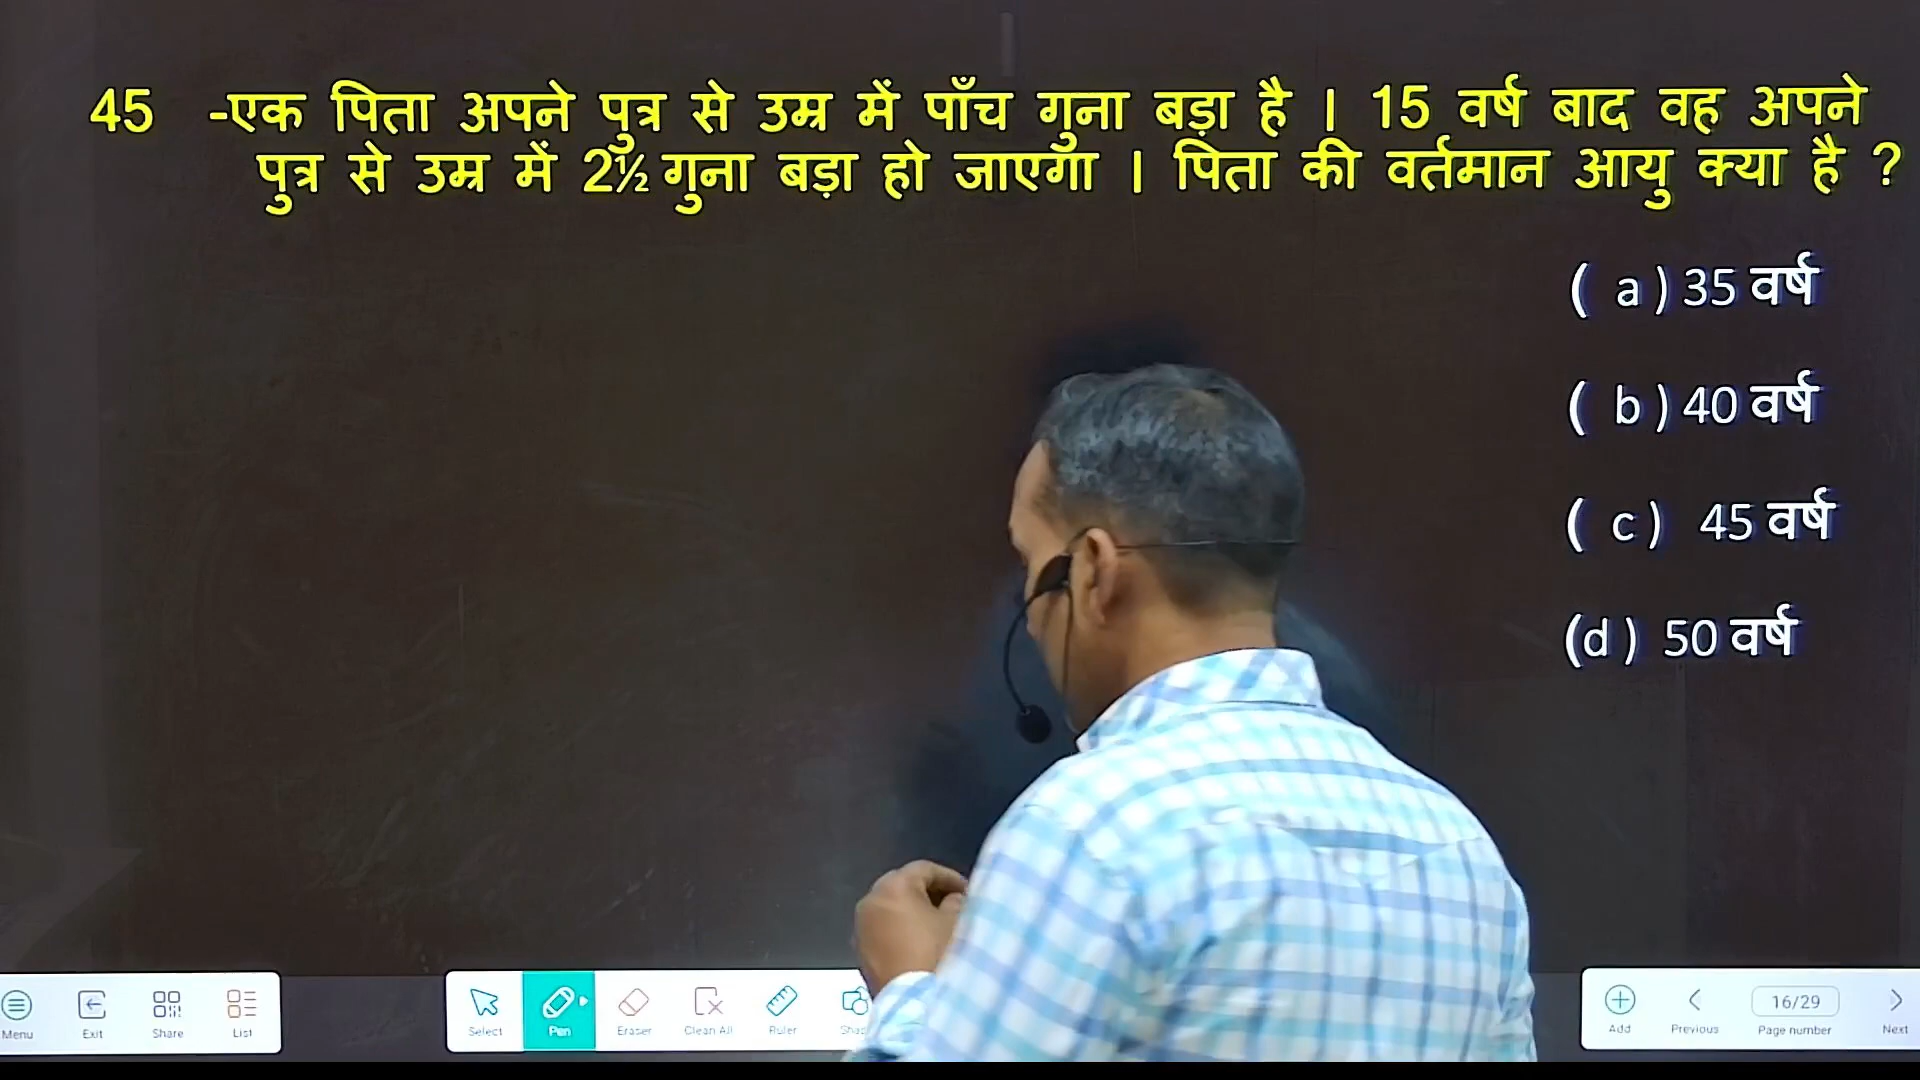 45 -एक पिता अपने पुत्र से उम्र में पाँच गुना बड़ा है । 15 वर्ष बाद वह अपने
पुत्र से उम्र में 2½ गुना बड़ा हो जाएगा । पिता की वर्तमान आयु क्या है ?
( a ) 35 वर्ष
( b ) 40 वर्ष
( c ) 45 वर्ष
(d ) 50 वर्ष
Menu Exit Share List Select Pen Eraser Clean All Ruler Add Previous 16/29 Page number Next